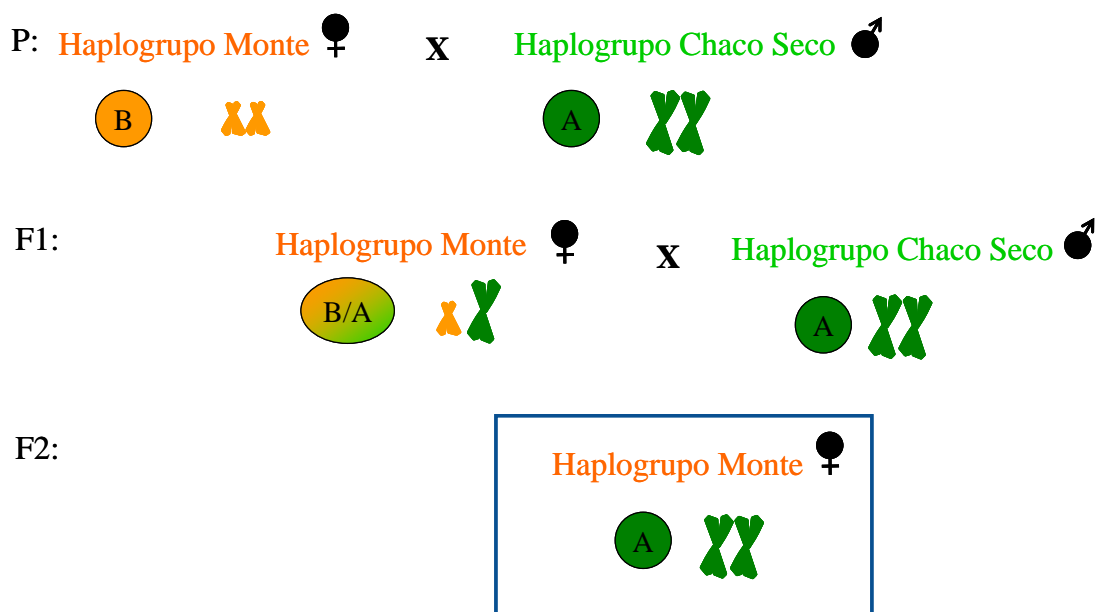 P: Haplogrupo Monte ♀ x Haplogrupo Chaco Seco ♂
B A
F1: Haplogrupo Monte ♀ x Haplogrupo Chaco Seco ♂
B/A A
F2: Haplogrupo Monte ♀
A